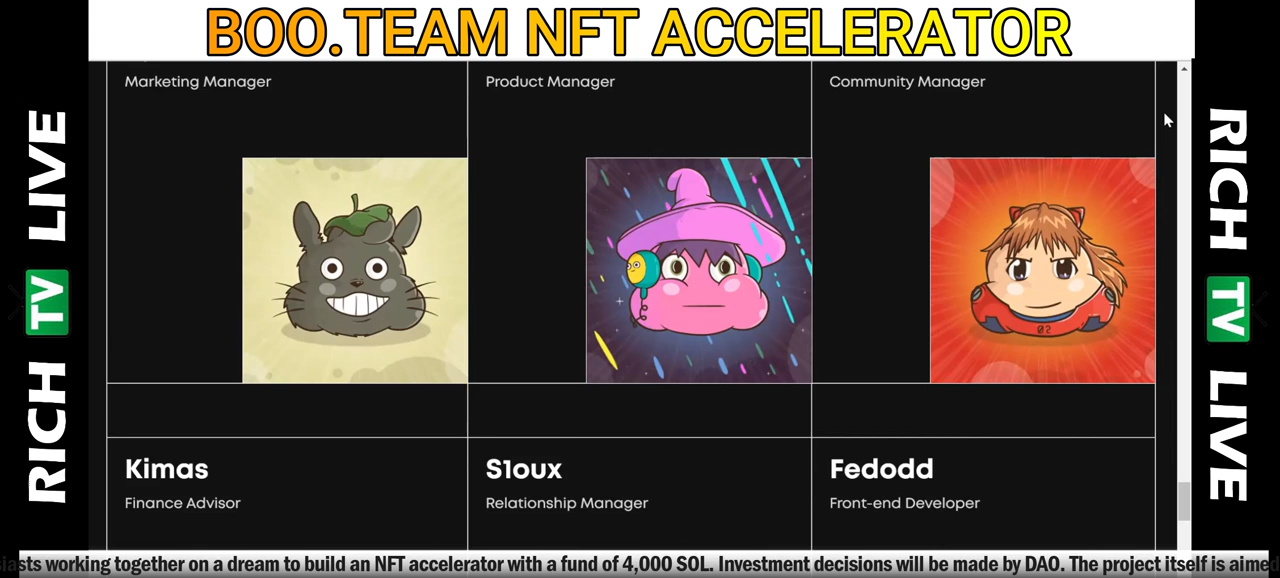 BOO.TEAM NFT ACCELERATOR
Marketing Manager
Product Manager
Community Manager
RICH TV LIVE
RICH TV LIVE
02
Kimas
Finance Advisor
S1oux
Relationship Manager
Fedodd
Front-end Developer
working together on a dream to build an NFT accelerator with a fund of 4,000 SOL. Investment decisions will be made by DAO. The project itself is